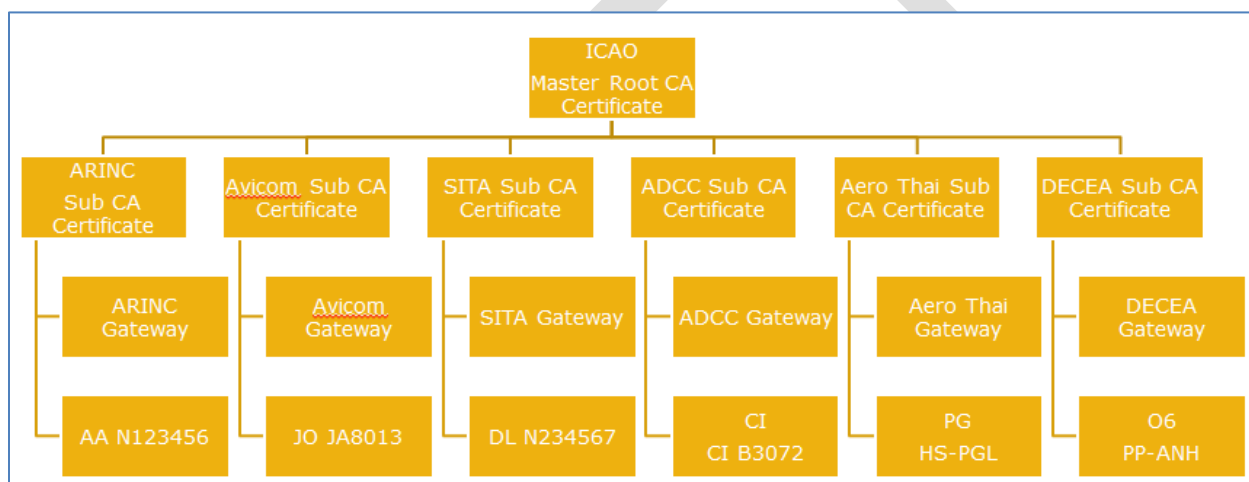 ICAO
Master Root CA
Certificate
ARINC
Sub CA
Certificate
Avicom Sub CA
Certificate
SITA Sub CA
Certificate
ADCC Sub CA
Certificate
Aero Thai Sub
CA Certificate
DECEA Sub CA
Certificate
ARINC
Gateway
Avicom
Gateway
SITA Gateway
ADCC Gateway
Aero Thai
Gateway
DECEA
Gateway
AA N123456
JO JA8013
DL N234567
CI
CI B3072
PG
HS-PGL
O6
PP-ANH